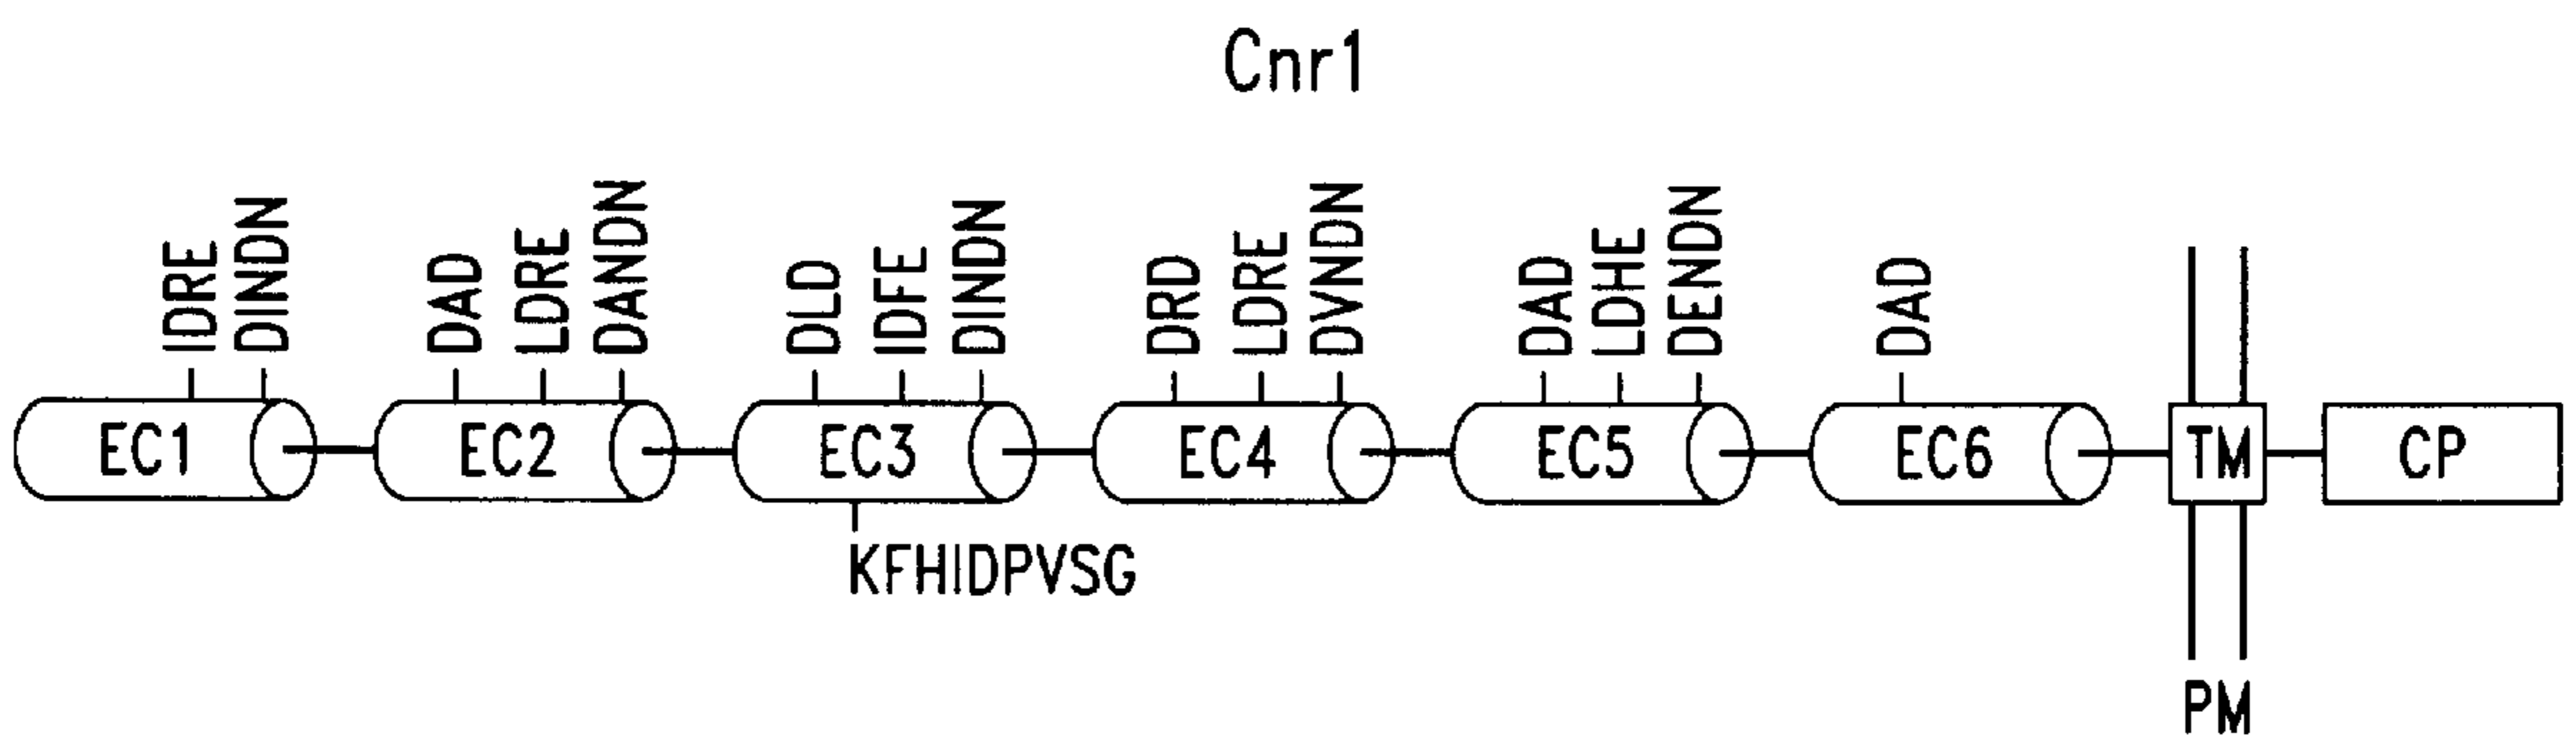 Cnr1
IDRE
DINDN
DAD
LDRE
DANDN
DLD
IDFE
DINDN
DRD
LDRE
DVNDN
DAD
LDHE
DENDN
DAD
EC1
EC2
EC3
EC4
EC5
EC6
TM
CP
KFHIDPVSG
PM